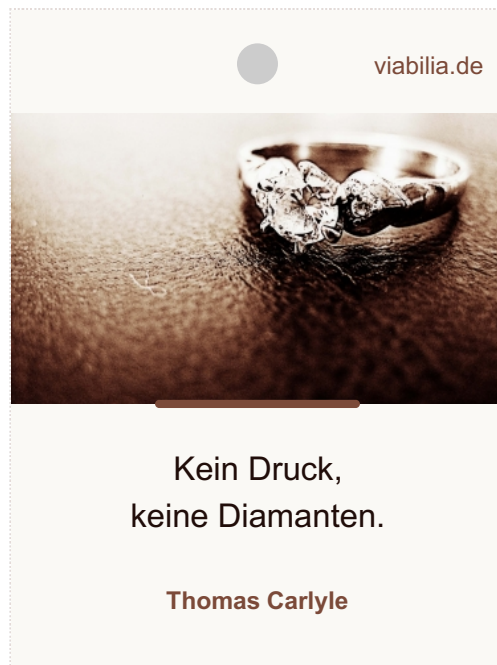 viabilia.de
Kein Druck,
keine Diamanten.
Thomas Carlyle